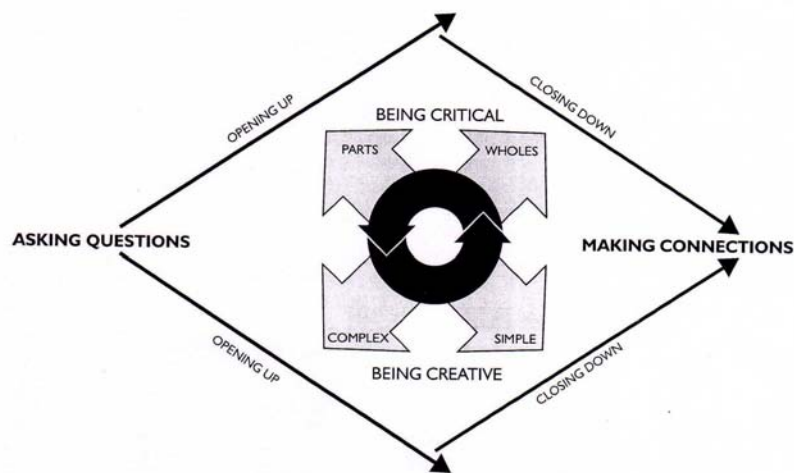 OPENING UP
CLOSING DOWN
BEING CRITICAL
PARTS
WHOLES
ASKING QUESTIONS
MAKING CONNECTIONS
COMPLEX
SIMPLE
BEING CREATIVE
OPENING UP
CLOSING DOWN